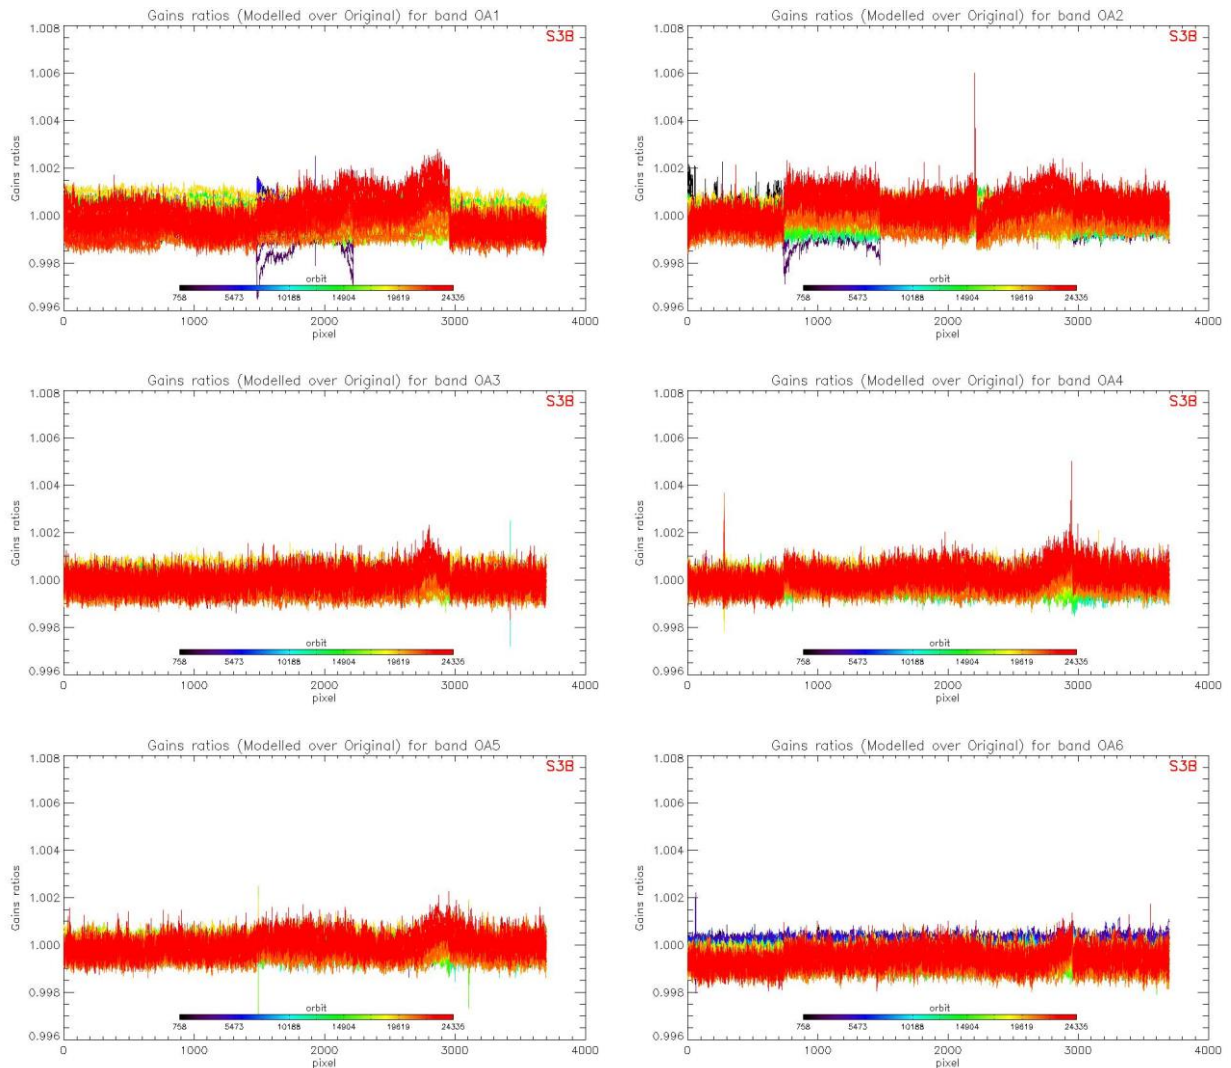 Gains ratios (Modelled over Original) for band OA1
S3B
1.008
1.006
1.004
1.002
1.000
0.998
0.996
Gains ratios
orbit
758 5473 10188 14904 19619 24335
0 1000 2000 3000 4000
pixel
Gains ratios (Modelled over Original) for band OA2
S3B
1.008
1.006
1.004
1.002
1.000
0.998
0.996
Gains ratios
orbit
758 5473 10188 14904 19619 24335
0 1000 2000 3000 4000
pixel
Gains ratios (Modelled over Original) for band OA3
S3B
1.008
1.006
1.004
1.002
1.000
0.998
0.996
Gains ratios
orbit
758 5473 10188 14904 19619 24335
0 1000 2000 3000 4000
pixel
Gains ratios (Modelled over Original) for band OA4
S3B
1.008
1.006
1.004
1.002
1.000
0.998
0.996
Gains ratios
orbit
758 5473 10188 14904 19619 24335
0 1000 2000 3000 4000
pixel
Gains ratios (Modelled over Original) for band OA5
S3B
1.008
1.006
1.004
1.002
1.000
0.998
0.996
Gains ratios
orbit
758 5473 10188 14904 19619 24335
0 1000 2000 3000 4000
pixel
Gains ratios (Modelled over Original) for band OA6
S3B
1.008
1.006
1.004
1.002
1.000
0.998
0.996
Gains ratios
orbit
758 5473 10188 14904 19619 24335
0 1000 2000 3000 4000
pixel